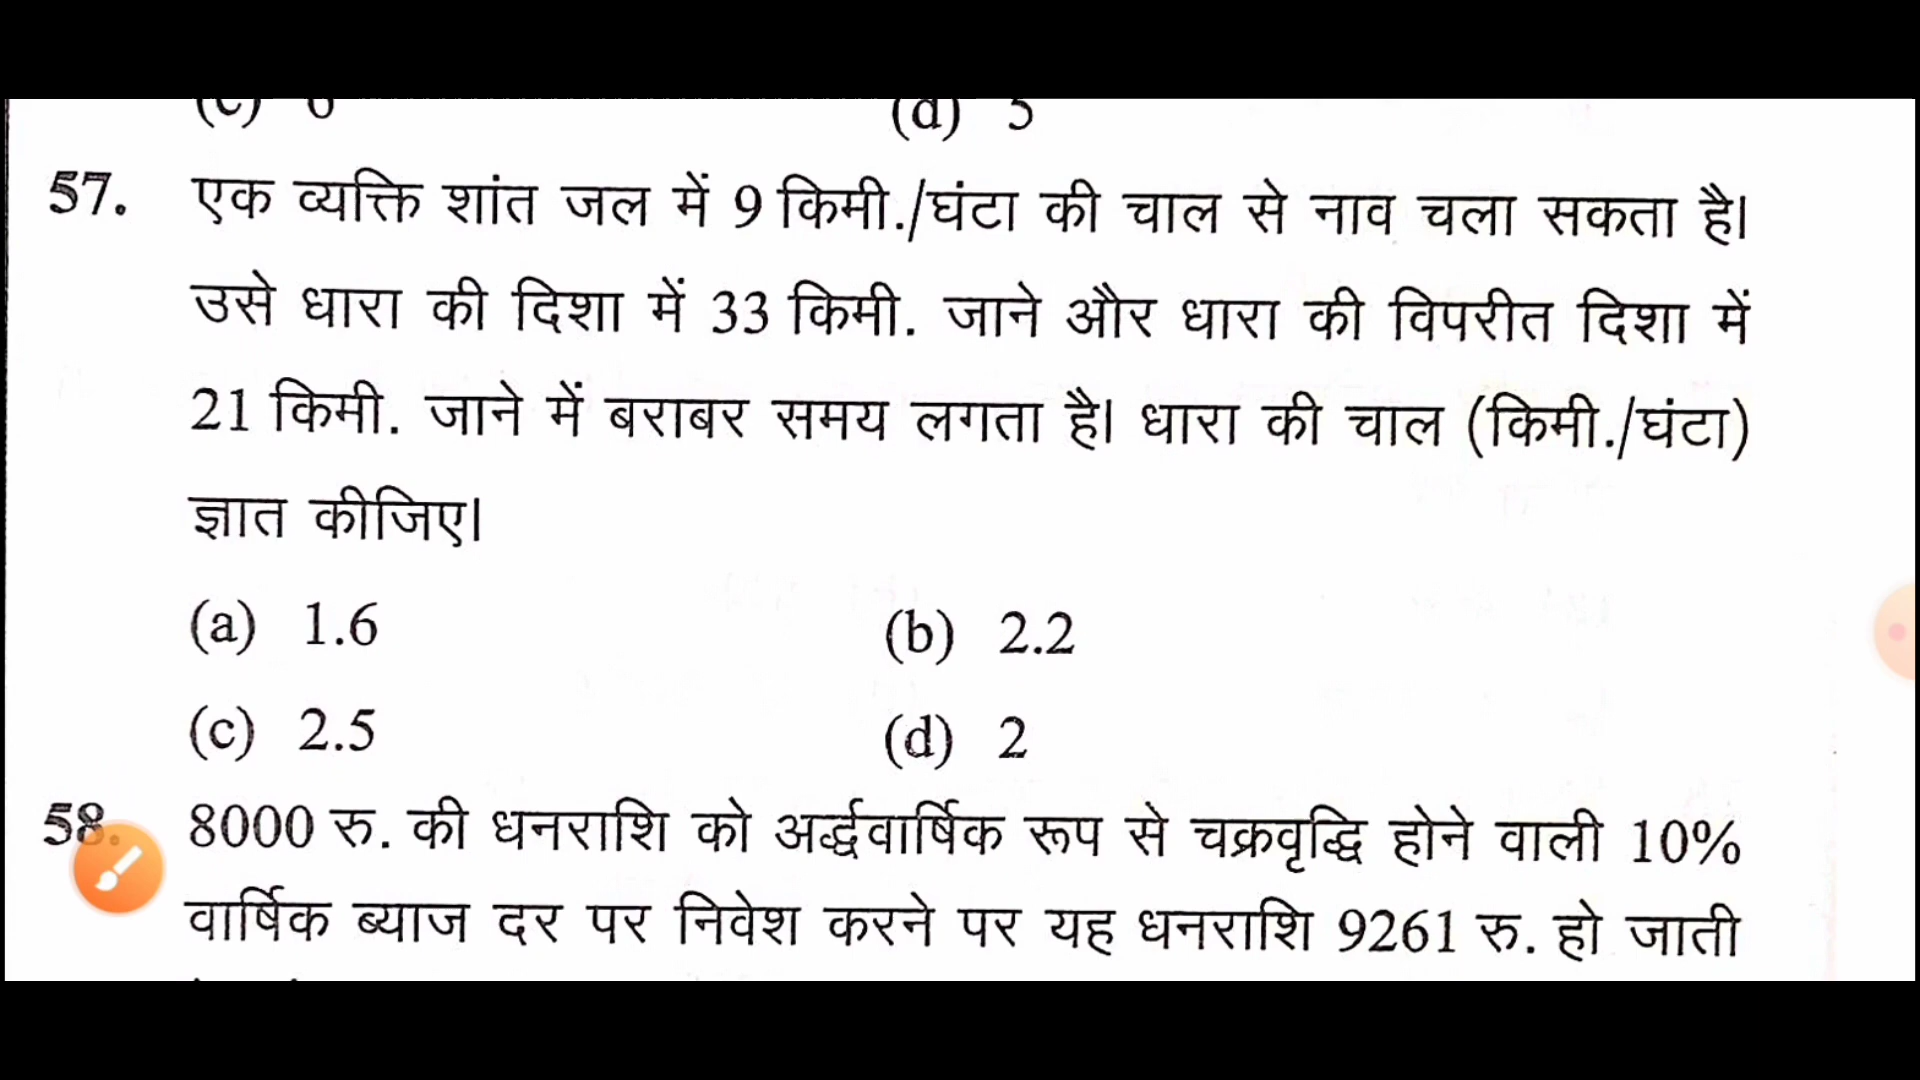 57. एक व्यक्ति शांत जल में 9 किमी./घंटा की चाल से नाव चला सकता है।
उसे धारा की दिशा में 33 किमी. जाने और धारा की विपरीत दिशा में
21 किमी. जाने में बराबर समय लगता है। धारा की चाल (किमी./घंटा)
ज्ञात कीजिए।
(a) 1.6 (b) 2.2
(c) 2.5 (d) 2
58. 8000 रु. की धनराशि को अर्द्धवार्षिक रूप से चक्रवृद्धि होने वाली 10%
वार्षिक ब्याज दर पर निवेश करने पर यह धनराशि 9261 रु. हो जाती